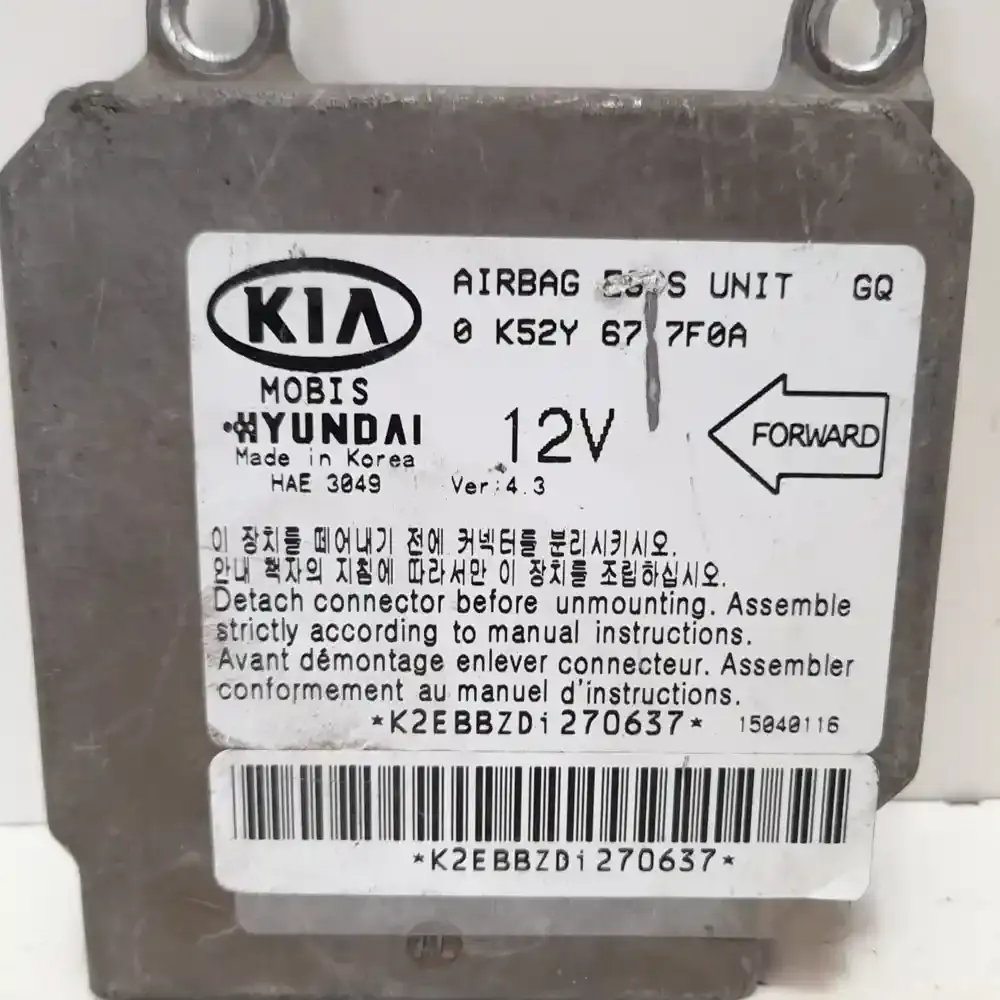 KIA
AIRBAG UNIT GQ
0 K52Y 67 7F0A
MOBIS
HYUNDAI
Made in Korea
HAE 3049
Ver:4.3
12V
FORWARD
이 장치를 떼어내기 전에 커넥터를 분리시키시오.
안내 책자의 지침에 따라서만 이 장치를 조립하십시오.
Detach connector before unmounting. Assemble
strictly according to manual instructions.
Avant démontage enlever connecteur. Assembler
conformement au manuel d'instructions.
*K2EBBZDi270637* 15040116
*K2EBBZDi270637*